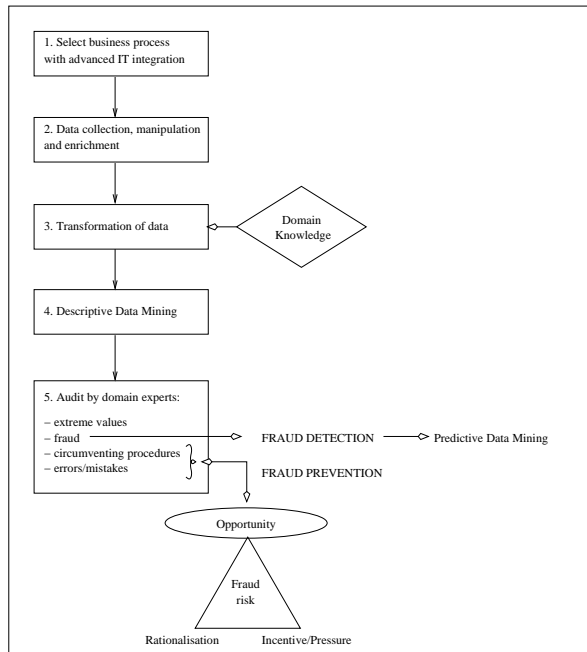 1. Select business process
with advanced IT integration
2. Data collection, manipulation
and enrichment
3. Transformation of data
Domain
Knowledge
4. Descriptive Data Mining
5. Audit by domain experts:
– extreme values
– fraud
– circumventing procedures
– errors/mistakes
FRAUD DETECTION
Predictive Data Mining
FRAUD PREVENTION
Opportunity
Fraud
risk
Rationalisation
Incentive/Pressure